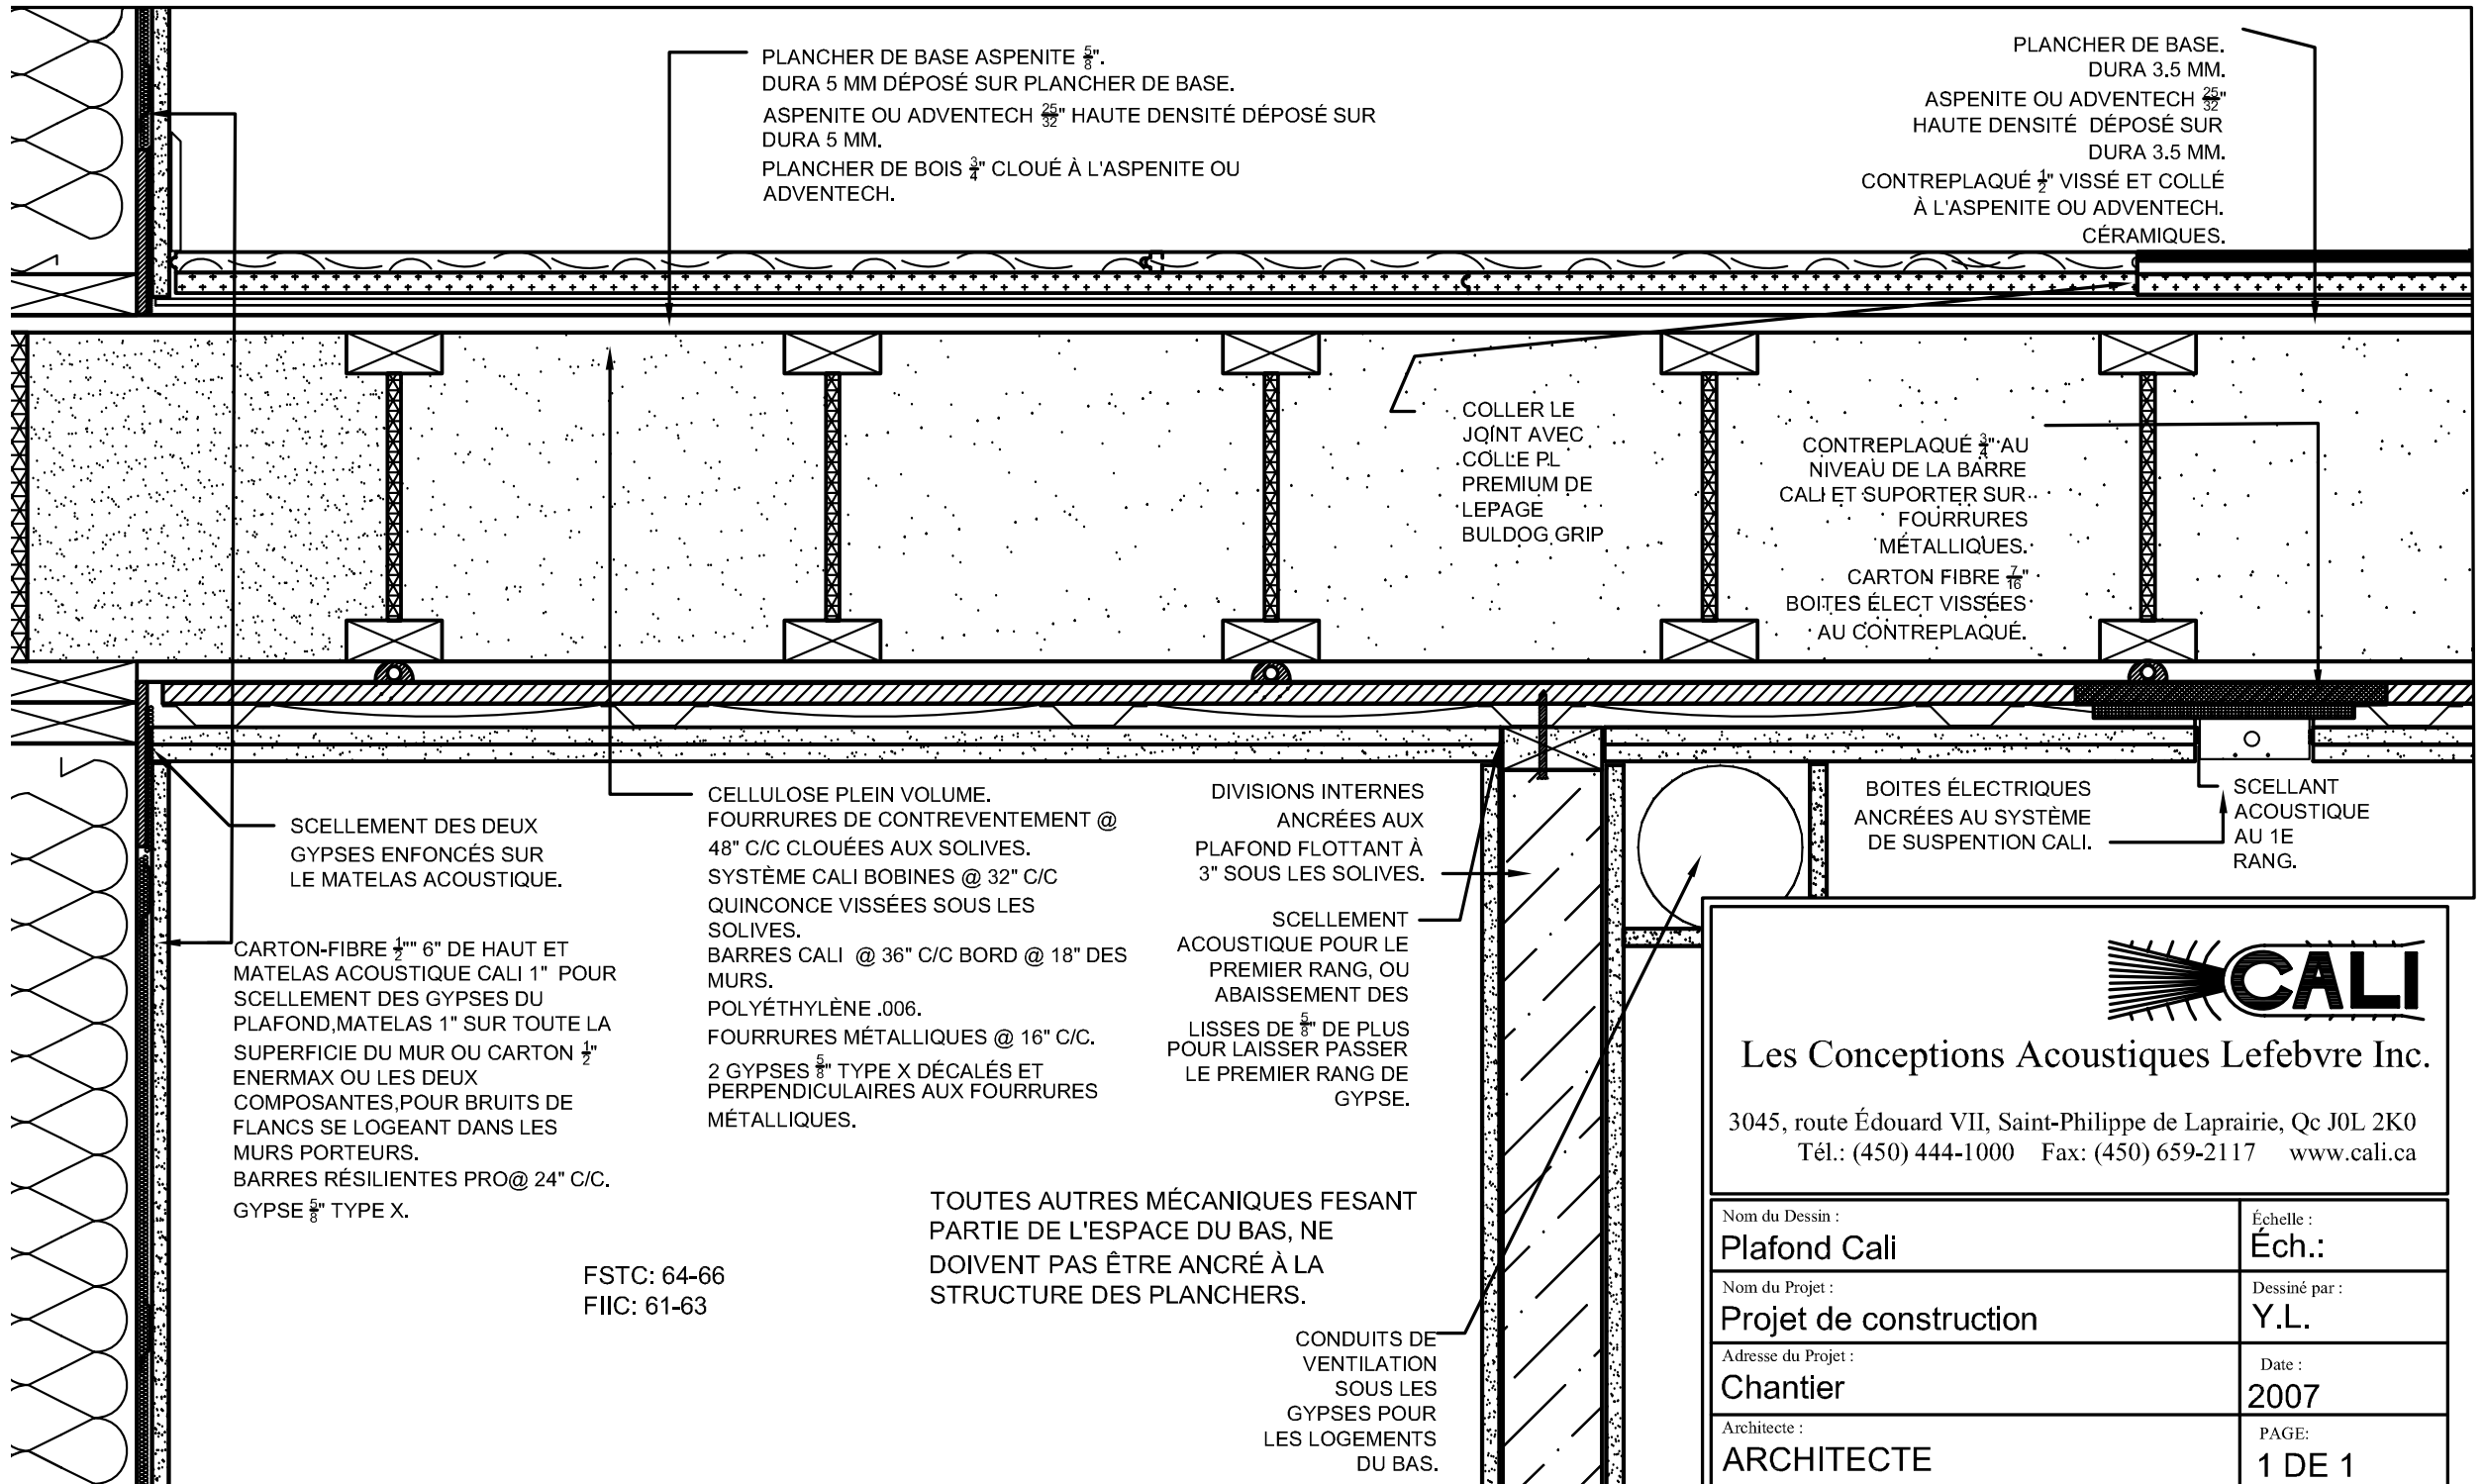 PLANCHER DE BASE ASPENITE 5/8".
DURA 5 MM DÉPOSÉ SUR PLANCHER DE BASE.
ASPENITE OU ADVENTECH 25/32" HAUTE DENSITÉ DÉPOSÉ SUR
DURA 5 MM.
PLANCHER DE BOIS 3/4" CLOUÉ À L'ASPENITE OU
ADVENTECH.
PLANCHER DE BASE.
DURA 3.5 MM.
ASPENITE OU ADVENTECH 25/32"
HAUTE DENSITÉ DÉPOSÉ SUR
DURA 3.5 MM.
CONTREPLAQUÉ 1/2" VISSÉ ET COLLÉ
À L'ASPENITE OU ADVENTECH.
CÉRAMIQUES.
COLLER LE
JOINT AVEC
COLLE PL
PREMIUM DE
LEPAGE
BULDOG GRIP
CONTREPLAQUÉ 3/4" AU
NIVEAU DE LA BARRE
CALI ET SUPORTER SUR
FOURRURES
MÉTALLIQUES.
CARTON FIBRE 7/16"
BOITES ÉLECT VISSÉES
AU CONTREPLAQUÉ.
SCELLEMENT DES DEUX
GYPSES ENFONCÉS SUR
LE MATELAS ACOUSTIQUE.
CARTON-FIBRE 1/2"" 6" DE HAUT ET
MATELAS ACOUSTIQUE CALI 1" POUR
SCELLEMENT DES GYPSES DU
PLAFOND,MATELAS 1" SUR TOUTE LA
SUPERFICIE DU MUR OU CARTON 1/2"
ENERMAX OU LES DEUX
COMPOSANTES,POUR BRUITS DE
FLANCS SE LOGEANT DANS LES
MURS PORTEURS.
BARRES RÉSILIENTES PRO@ 24" C/C.
GYPSE 5/8" TYPE X.
CELLULOSE PLEIN VOLUME.
FOURRURES DE CONTREVENTEMENT @
48" C/C CLOUÉES AUX SOLIVES.
SYSTÈME CALI BOBINES @ 32" C/C
QUINCONCE VISSÉES SOUS LES
SOLIVES.
BARRES CALI @ 36" C/C BORD @ 18" DES
MURS.
POLYÉTHYLÈNE .006.
FOURRURES MÉTALLIQUES @ 16" C/C.
2 GYPSES 5/8" TYPE X DÉCALÉS ET
PERPENDICULAIRES AUX FOURRURES
MÉTALLIQUES.
DIVISIONS INTERNES
ANCRÉES AUX
PLAFOND FLOTTANT À
3" SOUS LES SOLIVES.
SCELLEMENT
ACOUSTIQUE POUR LE
PREMIER RANG, OU
ABAISSEMENT DES
LISSES DE 5/8" DE PLUS
POUR LAISSER PASSER
LE PREMIER RANG DE
GYPSE.
BOITES ÉLECTRIQUES
ANCRÉES AU SYSTÈME
DE SUSPENTION CALI.
SCELLANT
ACOUSTIQUE
AU 1E
RANG.
FSTC: 64-66
FIIC: 61-63
TOUTES AUTRES MÉCANIQUES FESANT
PARTIE DE L'ESPACE DU BAS, NE
DOIVENT PAS ÊTRE ANCRÉ À LA
STRUCTURE DES PLANCHERS.
CONDUITS DE
VENTILATION
SOUS LES
GYPSES POUR
LES LOGEMENTS
DU BAS.
CALI
Les Conceptions Acoustiques Lefebvre Inc.
3045, route Édouard VII, Saint-Philippe de Laprairie, Qc J0L 2K0
Tél.: (450) 444-1000 Fax: (450) 659-2117 www.cali.ca
Nom du Dessin :
Plafond Cali
Échelle :
Éch.:
Nom du Projet :
Projet de construction
Dessiné par :
Y.L.
Adresse du Projet :
Chantier
Date :
2007
Architecte :
ARCHITECTE
PAGE:
1 DE 1